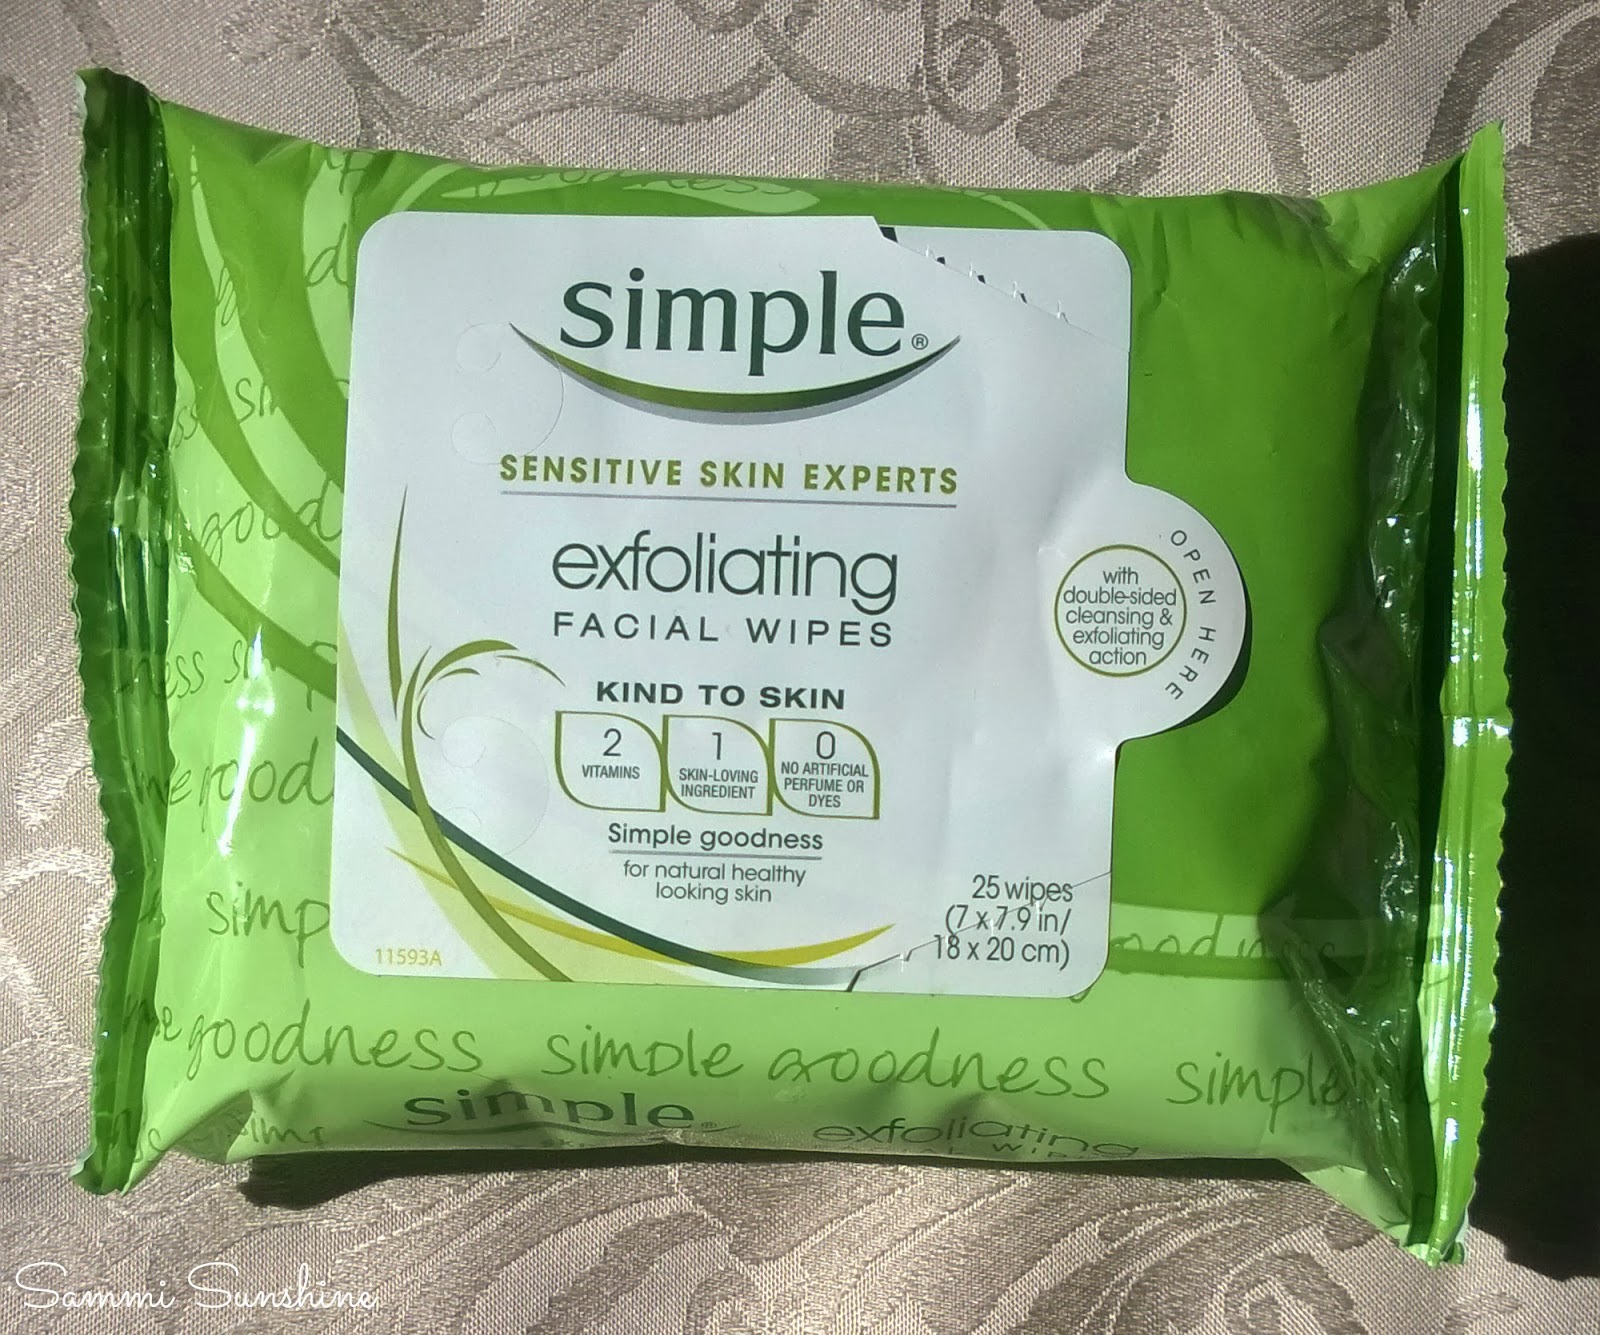 simple®
SENSITIVE SKIN EXPERTS
exfoliating
FACIAL WIPES
KIND TO SKIN
2
VITAMINS
1
SKIN-LOVING
INGREDIENT
0
NO ARTIFICIAL
PERFUME OR
DYES
Simple goodness
for natural healthy
looking skin
OPEN HERE
with
double-sided
cleansing &
exfoliating
action
25 wipes
(7 x 7.9 in/
18 x 20 cm)
11593A
goodness simple goodness simple
simple® exfoliating
Sammi Sunshine